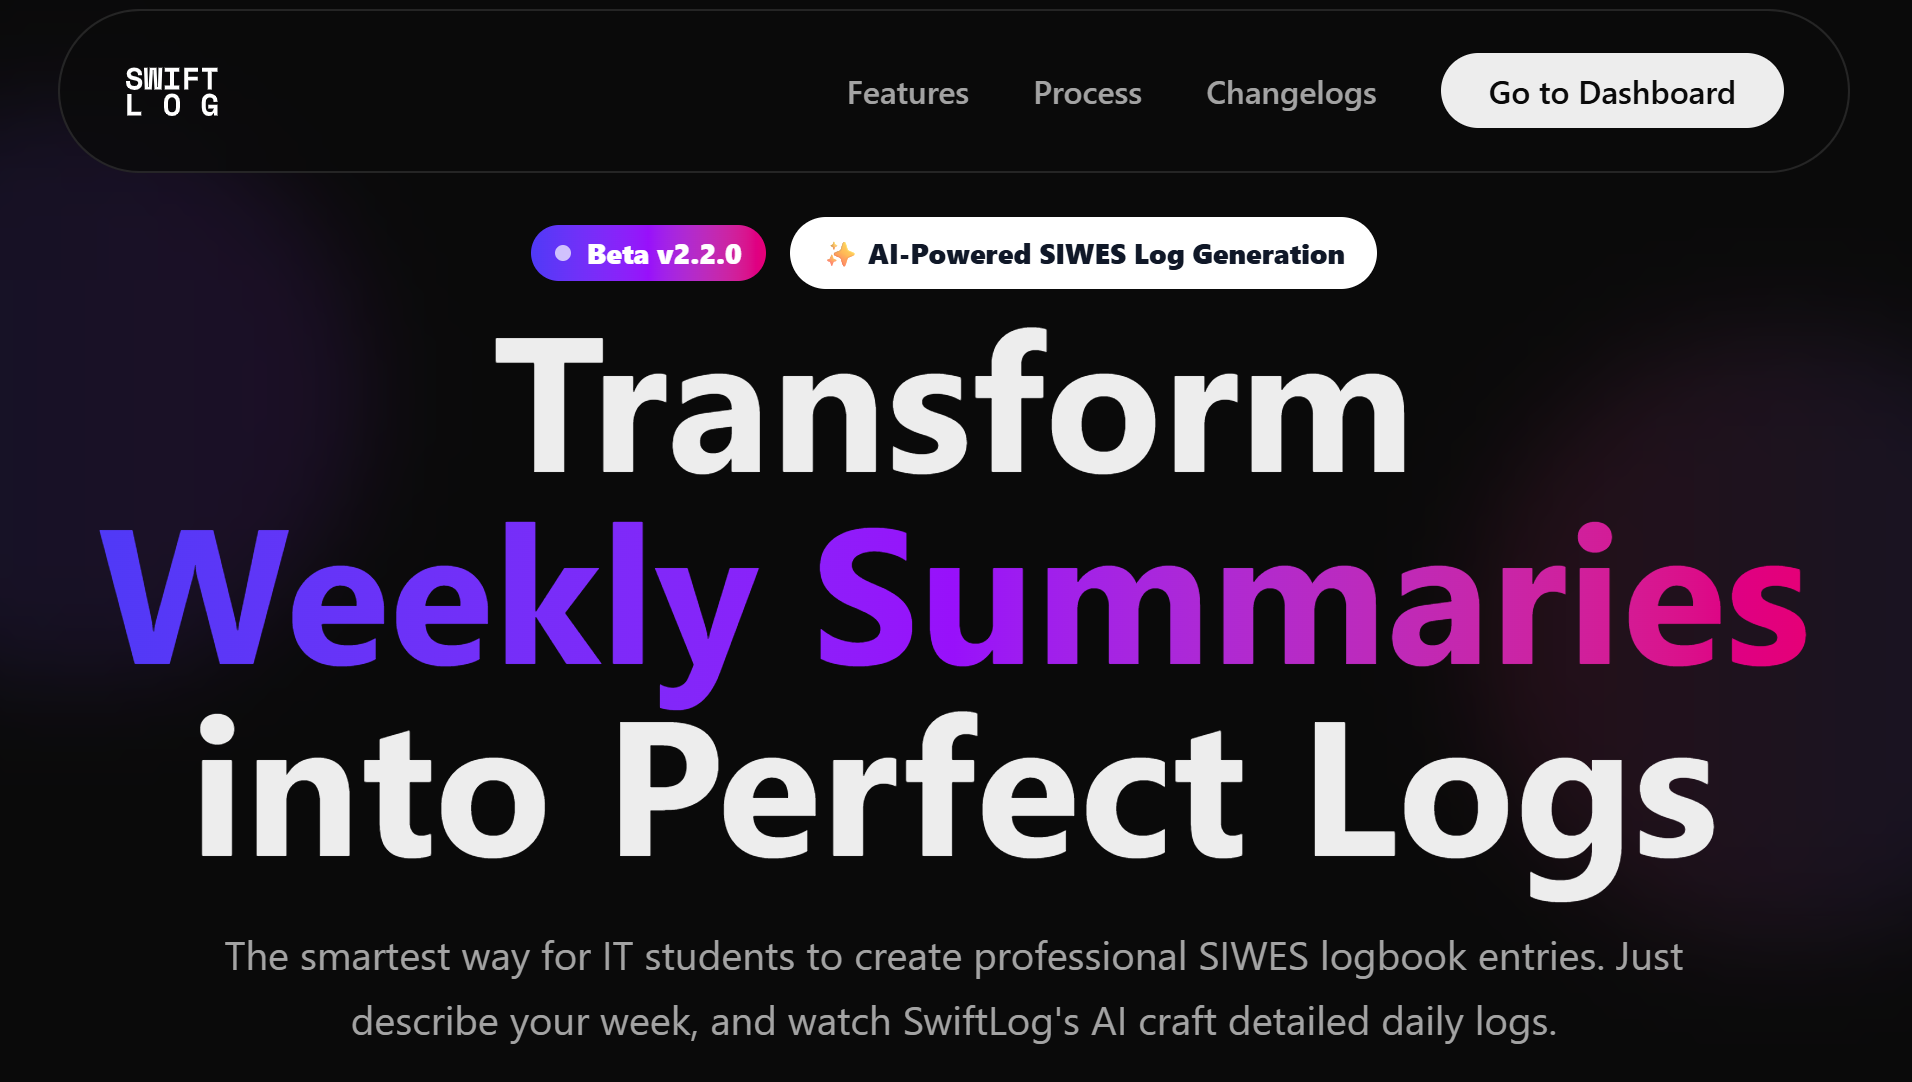 SWIFT
LOG
Features
Process
Changelogs
Go to Dashboard
Beta v2.2.0
✨ AI-Powered SIWES Log Generation
Transform
Weekly Summaries
into Perfect Logs
The smartest way for IT students to create professional SIWES logbook entries. Just
describe your week, and watch SwiftLog's AI craft detailed daily logs.